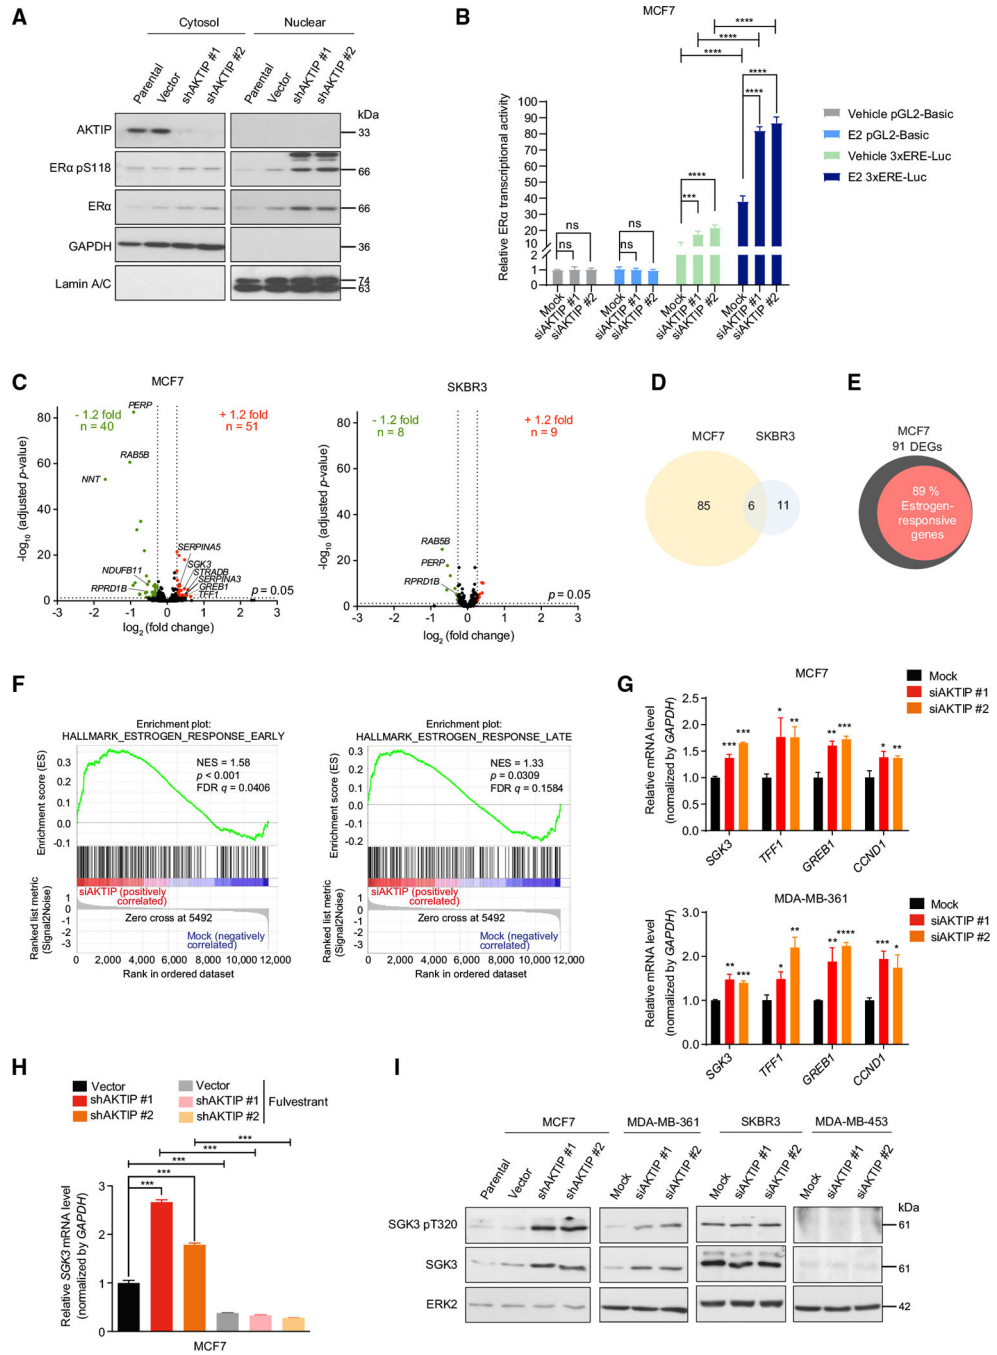 A
Cytosol
Nuclear
Parental
Vector
shAKTIP #1
shAKTIP #2
Parental
Vector
shAKTIP #1
shAKTIP #2
kDa
AKTIP
33
ERα pS118
66
ERα
66
GAPDH
36
Lamin A/C
74
63
B
MCF7
Relative ERα transcriptional activity
100
90
80
70
60
50
40
30
20
10
2
1
0
ns
ns
ns
ns
***
****
****
****
****
****
****
Mock
siAKTIP #1
siAKTIP #2
Mock
siAKTIP #1
siAKTIP #2
Mock
siAKTIP #1
siAKTIP #2
Mock
siAKTIP #1
siAKTIP #2
Vehicle pGL2-Basic
E2 pGL2-Basic
Vehicle 3xERE-Luc
E2 3xERE-Luc
C
MCF7
-log10 (adjusted p-value)
80
60
40
20
0
- 1.2 fold
n = 40
+ 1.2 fold
n = 51
PERP
RAB5B
NNT
NDUFB11
RPRD1B
SERPINA5
SGK3
STRADB
SERPINA3
GREB1
TFF1
p = 0.05
-3 -2 -1 0 1 2 3
log2 (fold change)
SKBR3
-log10 (adjusted p-value)
80
60
40
20
0
- 1.2 fold
n = 8
+ 1.2 fold
n = 9
RAB5B
PERP
RPRD1B
p = 0.05
-3 -2 -1 0 1 2 3
log2 (fold change)
D
MCF7
SKBR3
85
6
11
E
MCF7
91 DEGs
89 %
Estrogen-
responsive
genes
F
Enrichment plot:
HALLMARK_ESTROGEN_RESPONSE_EARLY
Enrichment score (ES)
0.3
0.2
0.1
0.0
-0.1
NES = 1.58
p < 0.001
FDR q = 0.0406
siAKTIP (positively
correlated)
Zero cross at 5492
Mock (negatively
correlated)
Ranked list metric
(Signal2Noise)
1
0
-1
-2
-3
0 2,000 4,000 6,000 8,000 10,000 12,000
Rank in ordered dataset
Enrichment plot:
HALLMARK_ESTROGEN_RESPONSE_LATE
Enrichment score (ES)
0.3
0.2
0.1
0.0
-0.1
-0.2
NES = 1.33
p = 0.0309
FDR q = 0.1584
siAKTIP (positively
correlated)
Zero cross at 5492
Mock (negatively
correlated)
Ranked list metric
(Signal2Noise)
1
0
-1
-2
-3
0 2,000 4,000 6,000 8,000 10,000 12,000
Rank in ordered dataset
G
MCF7
Mock
siAKTIP #1
siAKTIP #2
Relative mRNA level
(normalized by GAPDH)
2.5
2.0
1.5
1.0
0.5
0.0
*** *** * ** ** *** * **
SGK3
TFF1
GREB1
CCND1
MDA-MB-361
Mock
siAKTIP #1
siAKTIP #2
Relative mRNA level
(normalized by GAPDH)
3.0
2.0
1.0
0.0
** *** * ** ** **** *** *
SGK3
TFF1
GREB1
CCND1
H
Vector
shAKTIP #1
shAKTIP #2
Vector
shAKTIP #1
shAKTIP #2
Fulvestrant
Relative SGK3 mRNA level
(normalized by GAPDH)
3
2
1
0
***
***
***
***
***
MCF7
I
MCF7
MDA-MB-361
SKBR3
MDA-MB-453
Parental
Vector
shAKTIP #1
shAKTIP #2
Mock
siAKTIP #1
siAKTIP #2
Mock
siAKTIP #1
siAKTIP #2
Mock
siAKTIP #1
siAKTIP #2
kDa
SGK3 pT320
61
SGK3
61
ERK2
42